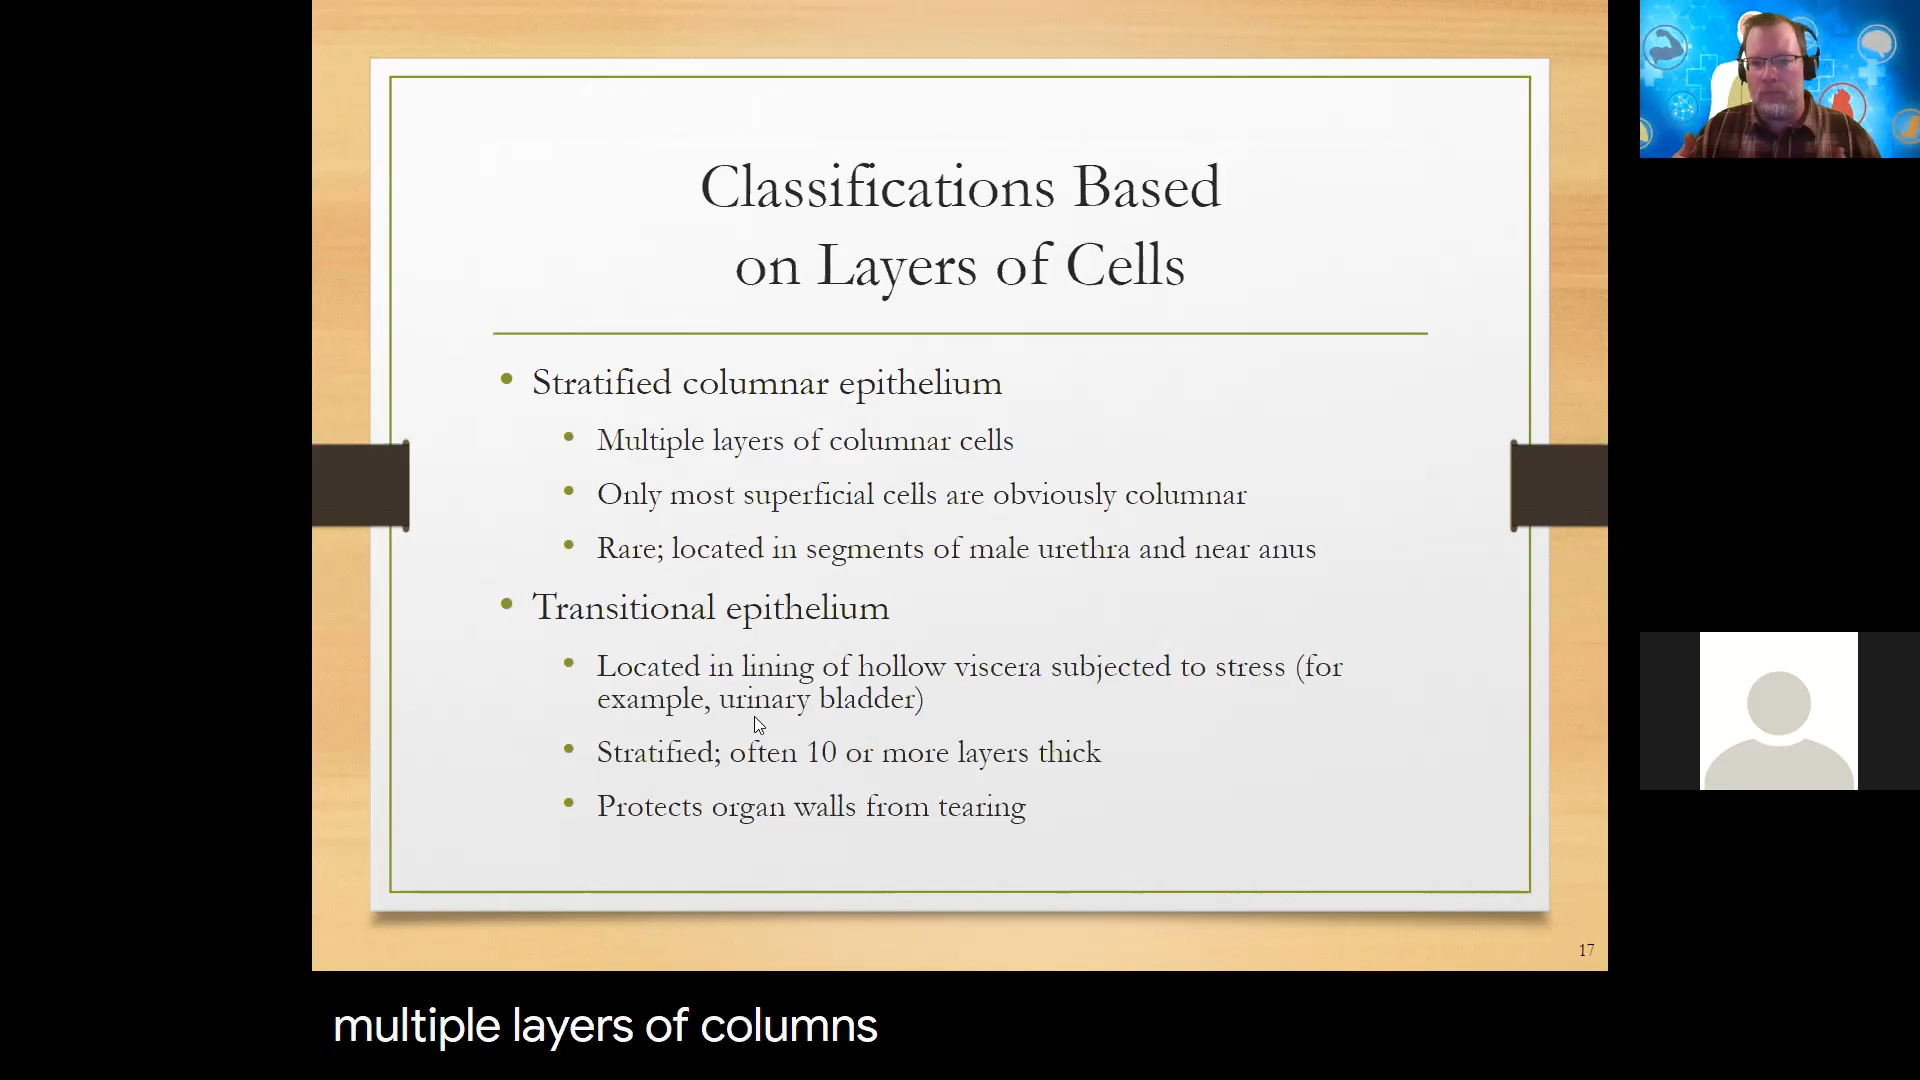 Classifications Based
on Layers of Cells
• Stratified columnar epithelium
• Multiple layers of columnar cells
• Only most superficial cells are obviously columnar
• Rare; located in segments of male urethra and near anus
• Transitional epithelium
• Located in lining of hollow viscera subjected to stress (for
example, urinary bladder)
• Stratified; often 10 or more layers thick
• Protects organ walls from tearing
17
multiple layers of columns